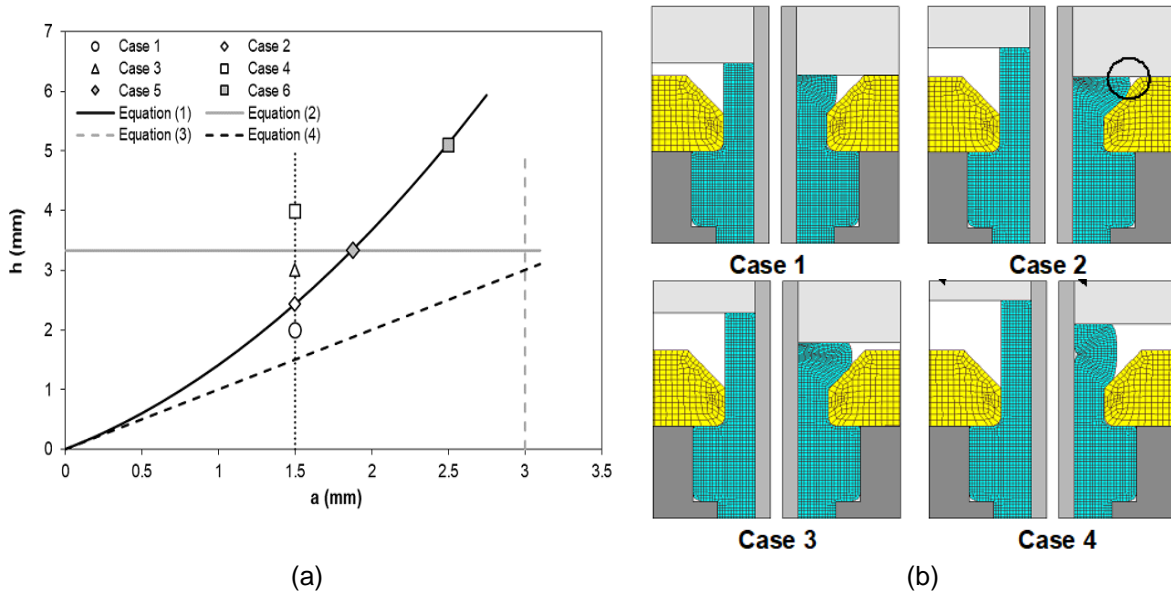 7
6
5
4
3
2
1
0
h (mm)
Case 1 Case 2
Case 3 Case 4
Case 5 Case 6
Equation (1) Equation (2)
Equation (3) Equation (4)
0 0.5 1 1.5 2 2.5 3 3.5
a (mm)
(a)
Case 1 Case 2
Case 3 Case 4
(b)